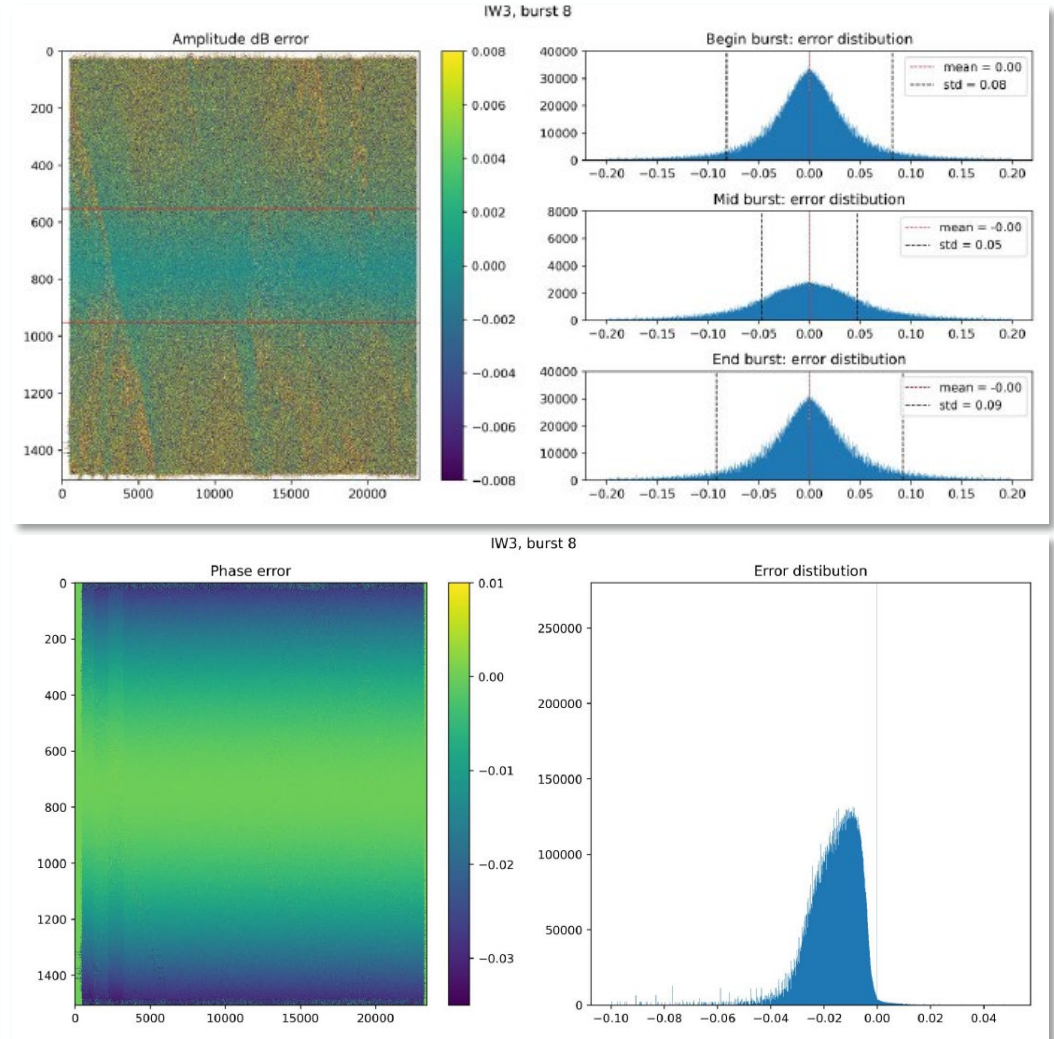 IW3, burst 8
Amplitude dB error
0
200
400
600
800
1000
1200
1400
0 5000 10000 15000 20000
0.008
0.006
0.004
0.002
0.000
−0.002
−0.004
−0.006
−0.008
Begin burst: error distibution
40000
30000
20000
10000
0
mean = 0.00
std = 0.08
−0.20 −0.15 −0.10 −0.05 0.00 0.05 0.10 0.15 0.20
Mid burst: error distibution
8000
6000
4000
2000
0
mean = -0.00
std = 0.05
−0.20 −0.15 −0.10 −0.05 0.00 0.05 0.10 0.15 0.20
End burst: error distibution
40000
30000
20000
10000
0
mean = -0.00
std = 0.09
−0.20 −0.15 −0.10 −0.05 0.00 0.05 0.10 0.15 0.20
IW3, burst 8
Phase error
0
200
400
600
800
1000
1200
1400
0 5000 10000 15000 20000
0.01
0.00
−0.01
−0.02
−0.03
Error distibution
250000
200000
150000
100000
50000
0
−0.10 −0.08 −0.06 −0.04 −0.02 0.00 0.02 0.04